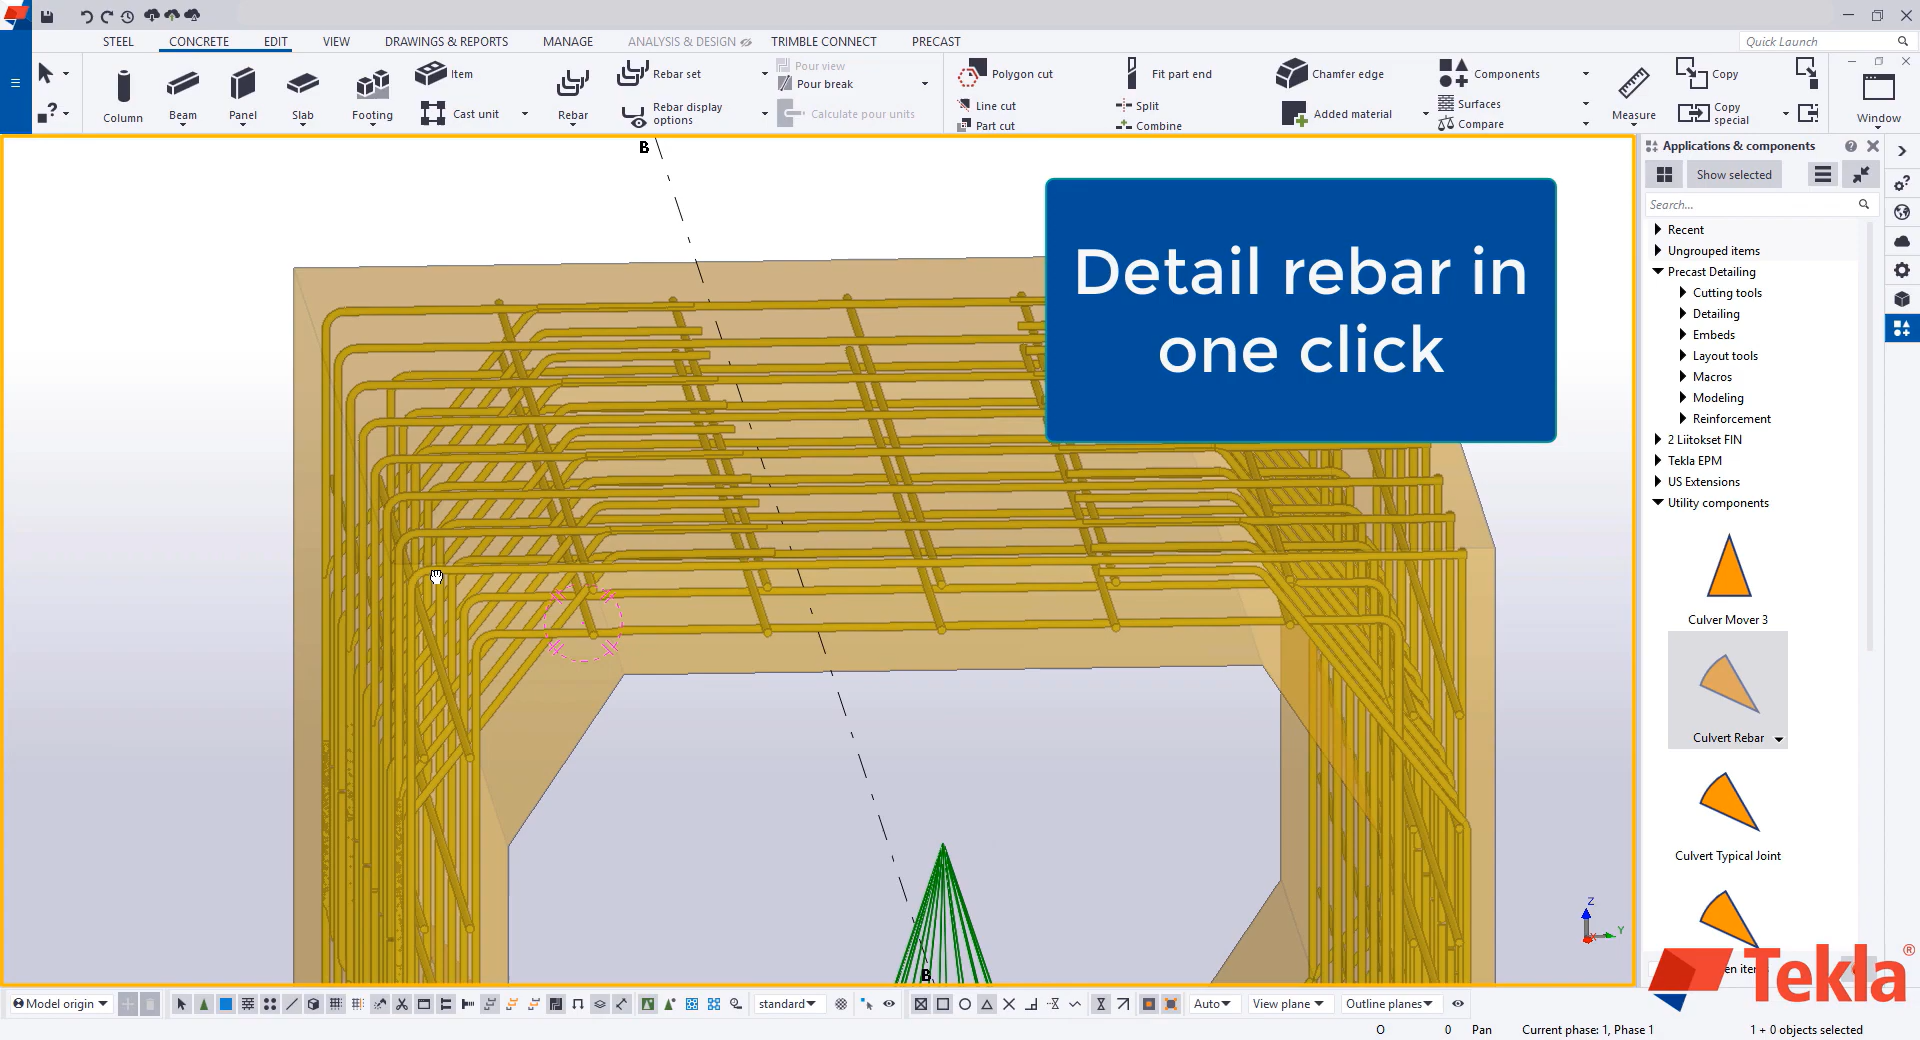 STEEL CONCRETE EDIT VIEW DRAWINGS & REPORTS MANAGE ANALYSIS & DESIGN TRIMBLE CONNECT PRECAST Quick Launch
Column
Beam
Panel
Slab
Footing
Item
Cast unit
Rebar
Rebar set
Rebar display
options
Pour view
Pour break
Calculate pour units
Polygon cut
Line cut
Part cut
Fit part end
Split
Combine
Chamfer edge
Added material
Components
Surfaces
Compare
Measure
Copy
Copy
special
Window
B
Detail rebar in
one click
B
Z
Y
Applications & components
Show selected
Search...
Recent
Ungrouped items
Precast Detailing
Cutting tools
Detailing
Embeds
Layout tools
Macros
Modeling
Reinforcement
2 Liitokset FIN
Tekla EPM
US Extensions
Utility components
Culver Mover 3
Culvert Rebar
Culvert Typical Joint
Tekla®
Model origin standard Auto View plane Outline planes
O 0 Pan Current phase: 1, Phase 1 1 + 0 objects selected